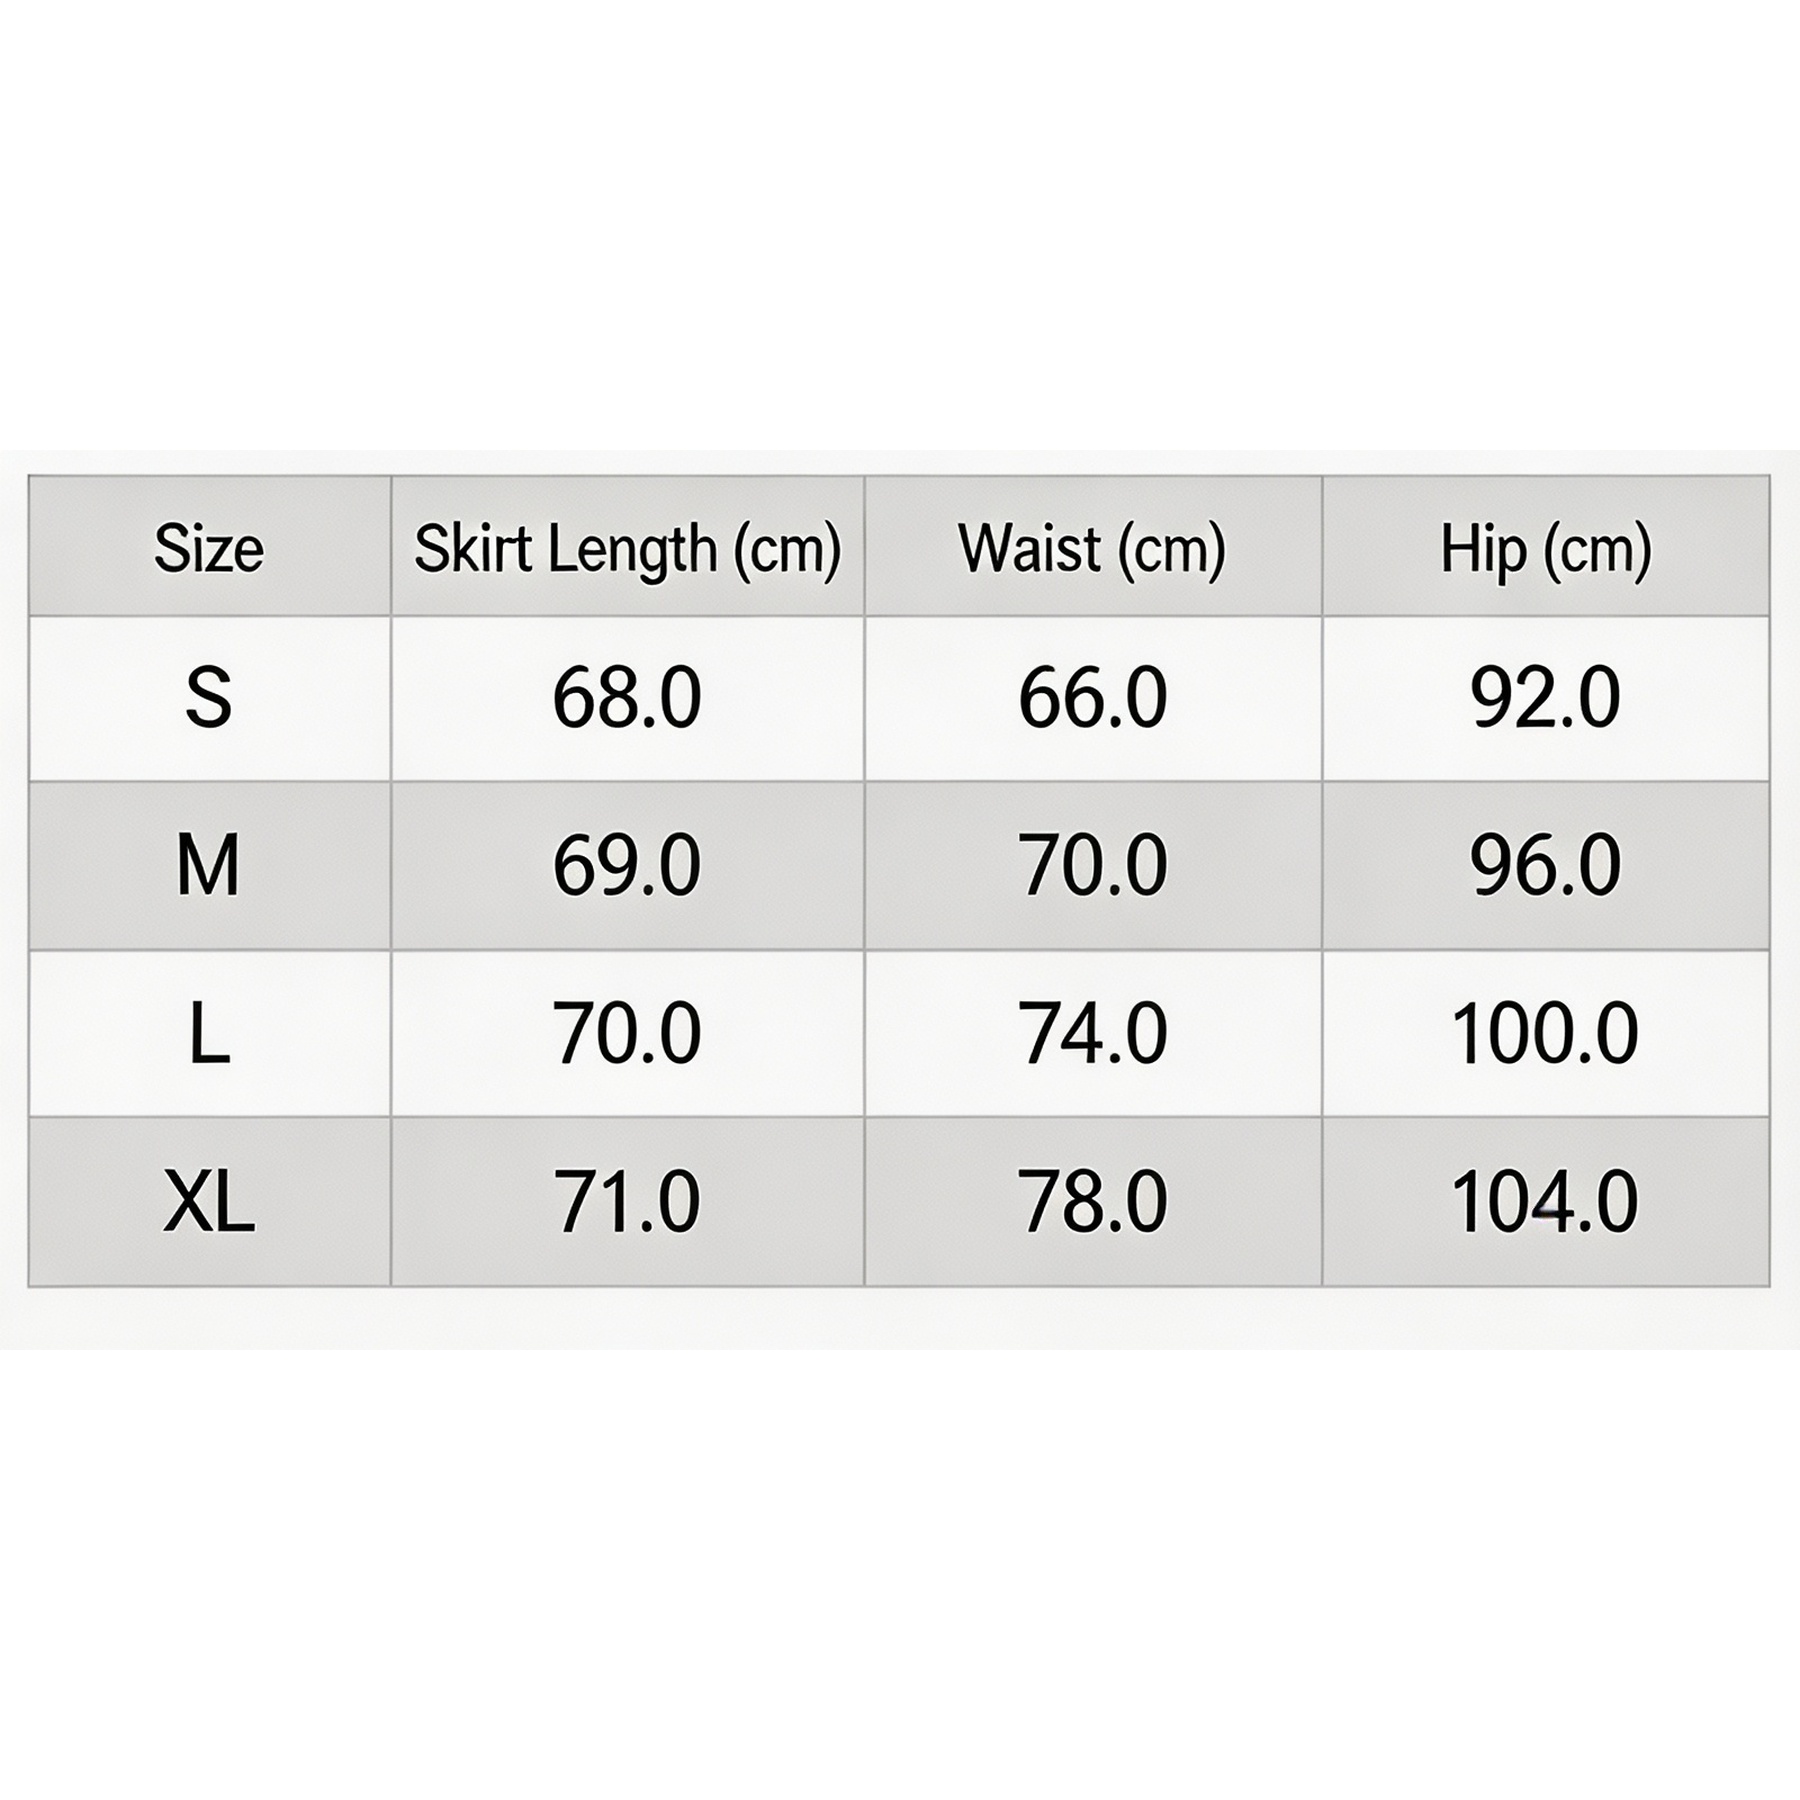 Size Skirt Length (cm) Waist (cm) Hip (cm)
S 68.0 66.0 92.0
M 69.0 70.0 96.0
L 70.0 74.0 100.0
XL 71.0 78.0 104.0